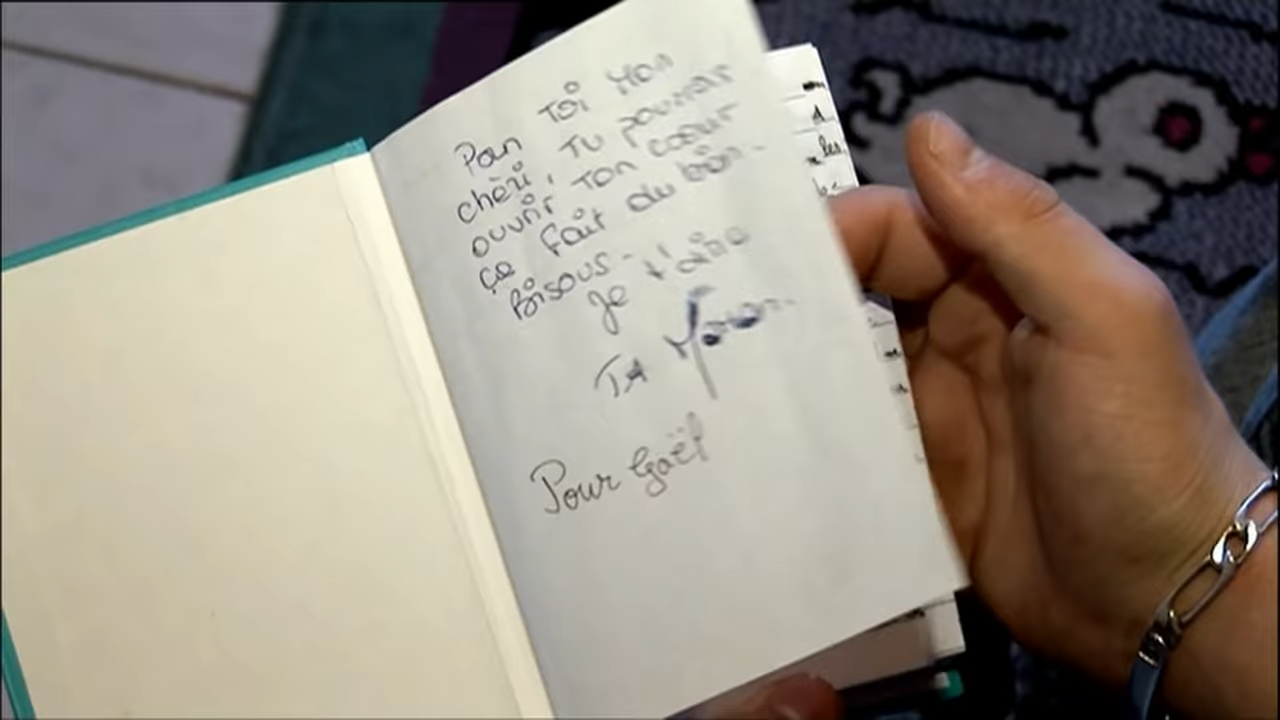 Pour Toi Mon
chéri, Tu pourras
ouvrir Ton coeur
ça fait du bien.
Bisous.
Je t'aime
TA Maman.
Pour Gaël
les